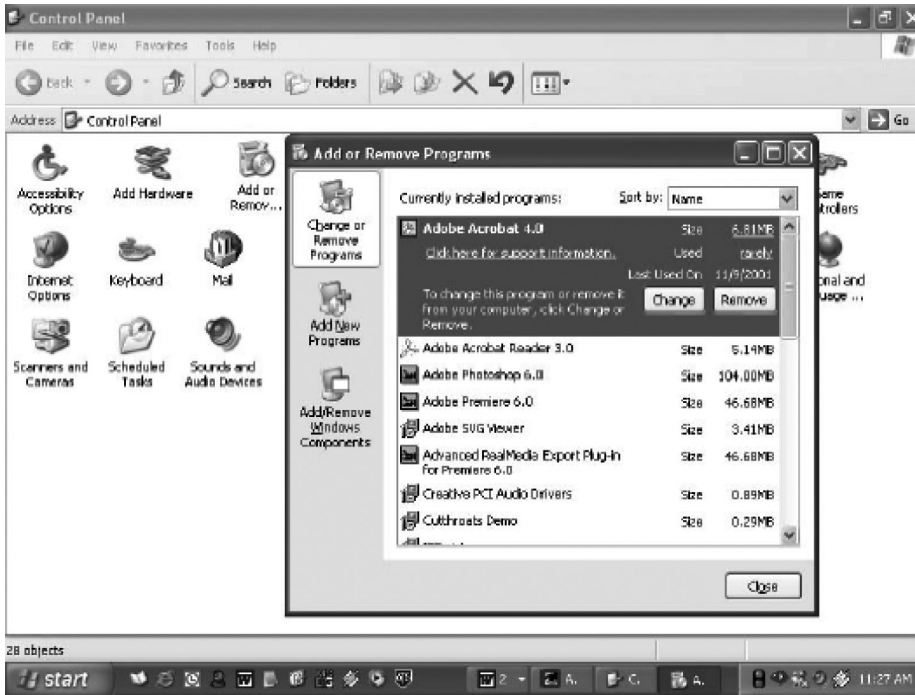 Control Panel
File Edit View Favorites Tools Help
Back Search Folders
Address Control Panel Go
Accessibility Options
Add Hardware
Add or Remov...
Internet Options
Keyboard
Mail
Scanners and Cameras
Scheduled Tasks
Sounds and Audio Devices
Add or Remove Programs
Change or Remove Programs
Add New Programs
Add/Remove Windows Components
Currently installed programs: Sort by: Name
Adobe Acrobat 4.0 Size 6.81MB
Click here for support information. Used rarely
Last Used On 11/9/2001
To change this program or remove it from your computer, click Change or Remove.
Change Remove
Adobe Acrobat Reader 3.0 Size 5.14MB
Adobe Photoshop 6.0 Size 104.00MB
Adobe Premiere 6.0 Size 46.68MB
Adobe SVG Viewer Size 3.41MB
Advanced RealMedia Export Plug-in for Premiere 6.0 Size 46.68MB
Creative PCI Audio Drivers Size 0.89MB
Cutthroats Demo Size 0.29MB
Close
28 objects
start 2 A. C. A. 11:27 AM